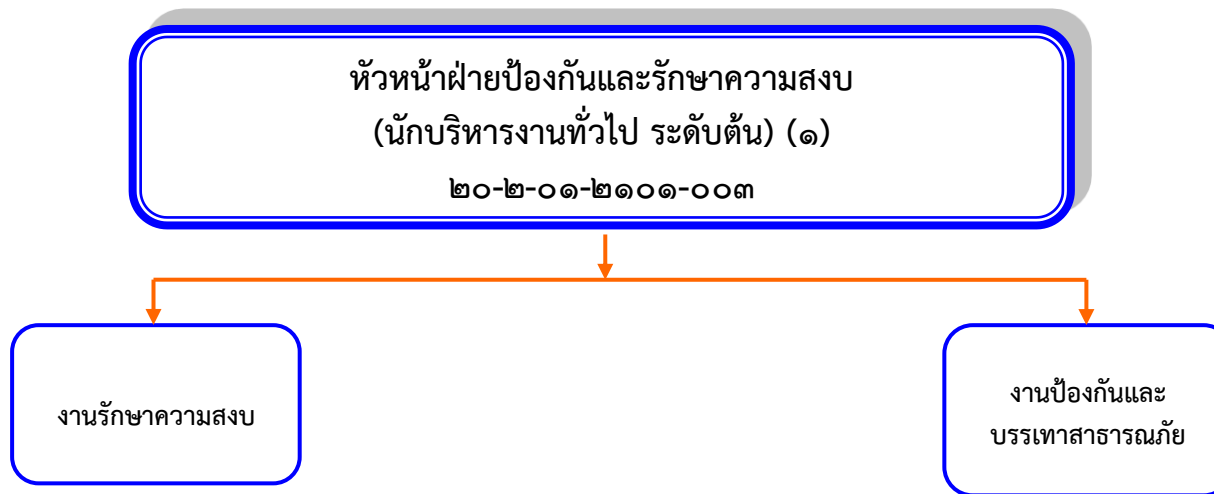 หัวหน้าฝ่ายป้องกันและรักษาความสงบ
(นักบริหารงานทั่วไป ระดับต้น) (๑)
๒๐-๒-๐๑-๒๑๐๑-๐๐๓
งานรักษาความสงบ
งานป้องกันและ
บรรเทาสาธารณภัย